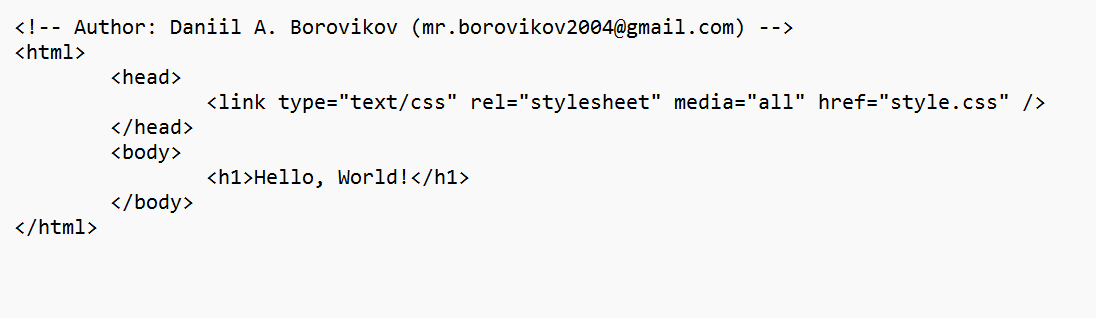 <!-- Author: Daniil A. Borovikov (mr.borovikov2004@gmail.com) -->
<html>
        <head>
                <link type="text/css" rel="stylesheet" media="all" href="style.css" />
        </head>
        <body>
                <h1>Hello, World!</h1>
        </body>
</html>